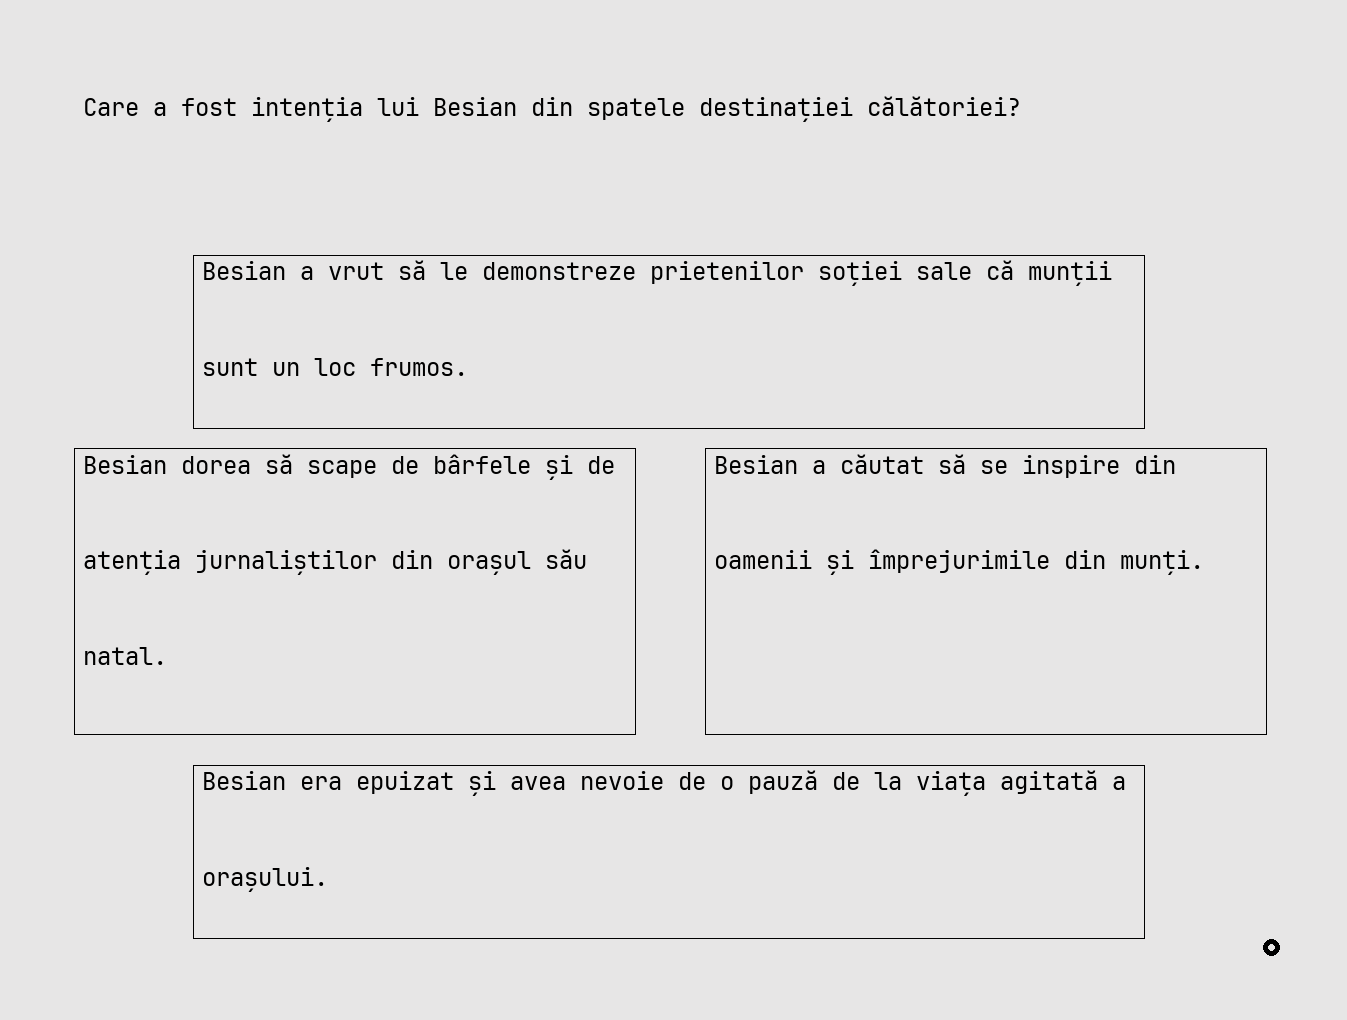 Care a fost intenția lui Besian din spatele destinației călătoriei?
Besian a vrut să le demonstreze prietenilor soției sale că munții
sunt un loc frumos.
Besian dorea să scape de bârfele și de
atenția jurnaliștilor din orașul său
natal.
Besian a căutat să se inspire din
oamenii și împrejurimile din munți.
Besian era epuizat și avea nevoie de o pauză de la viața agitată a
orașului.